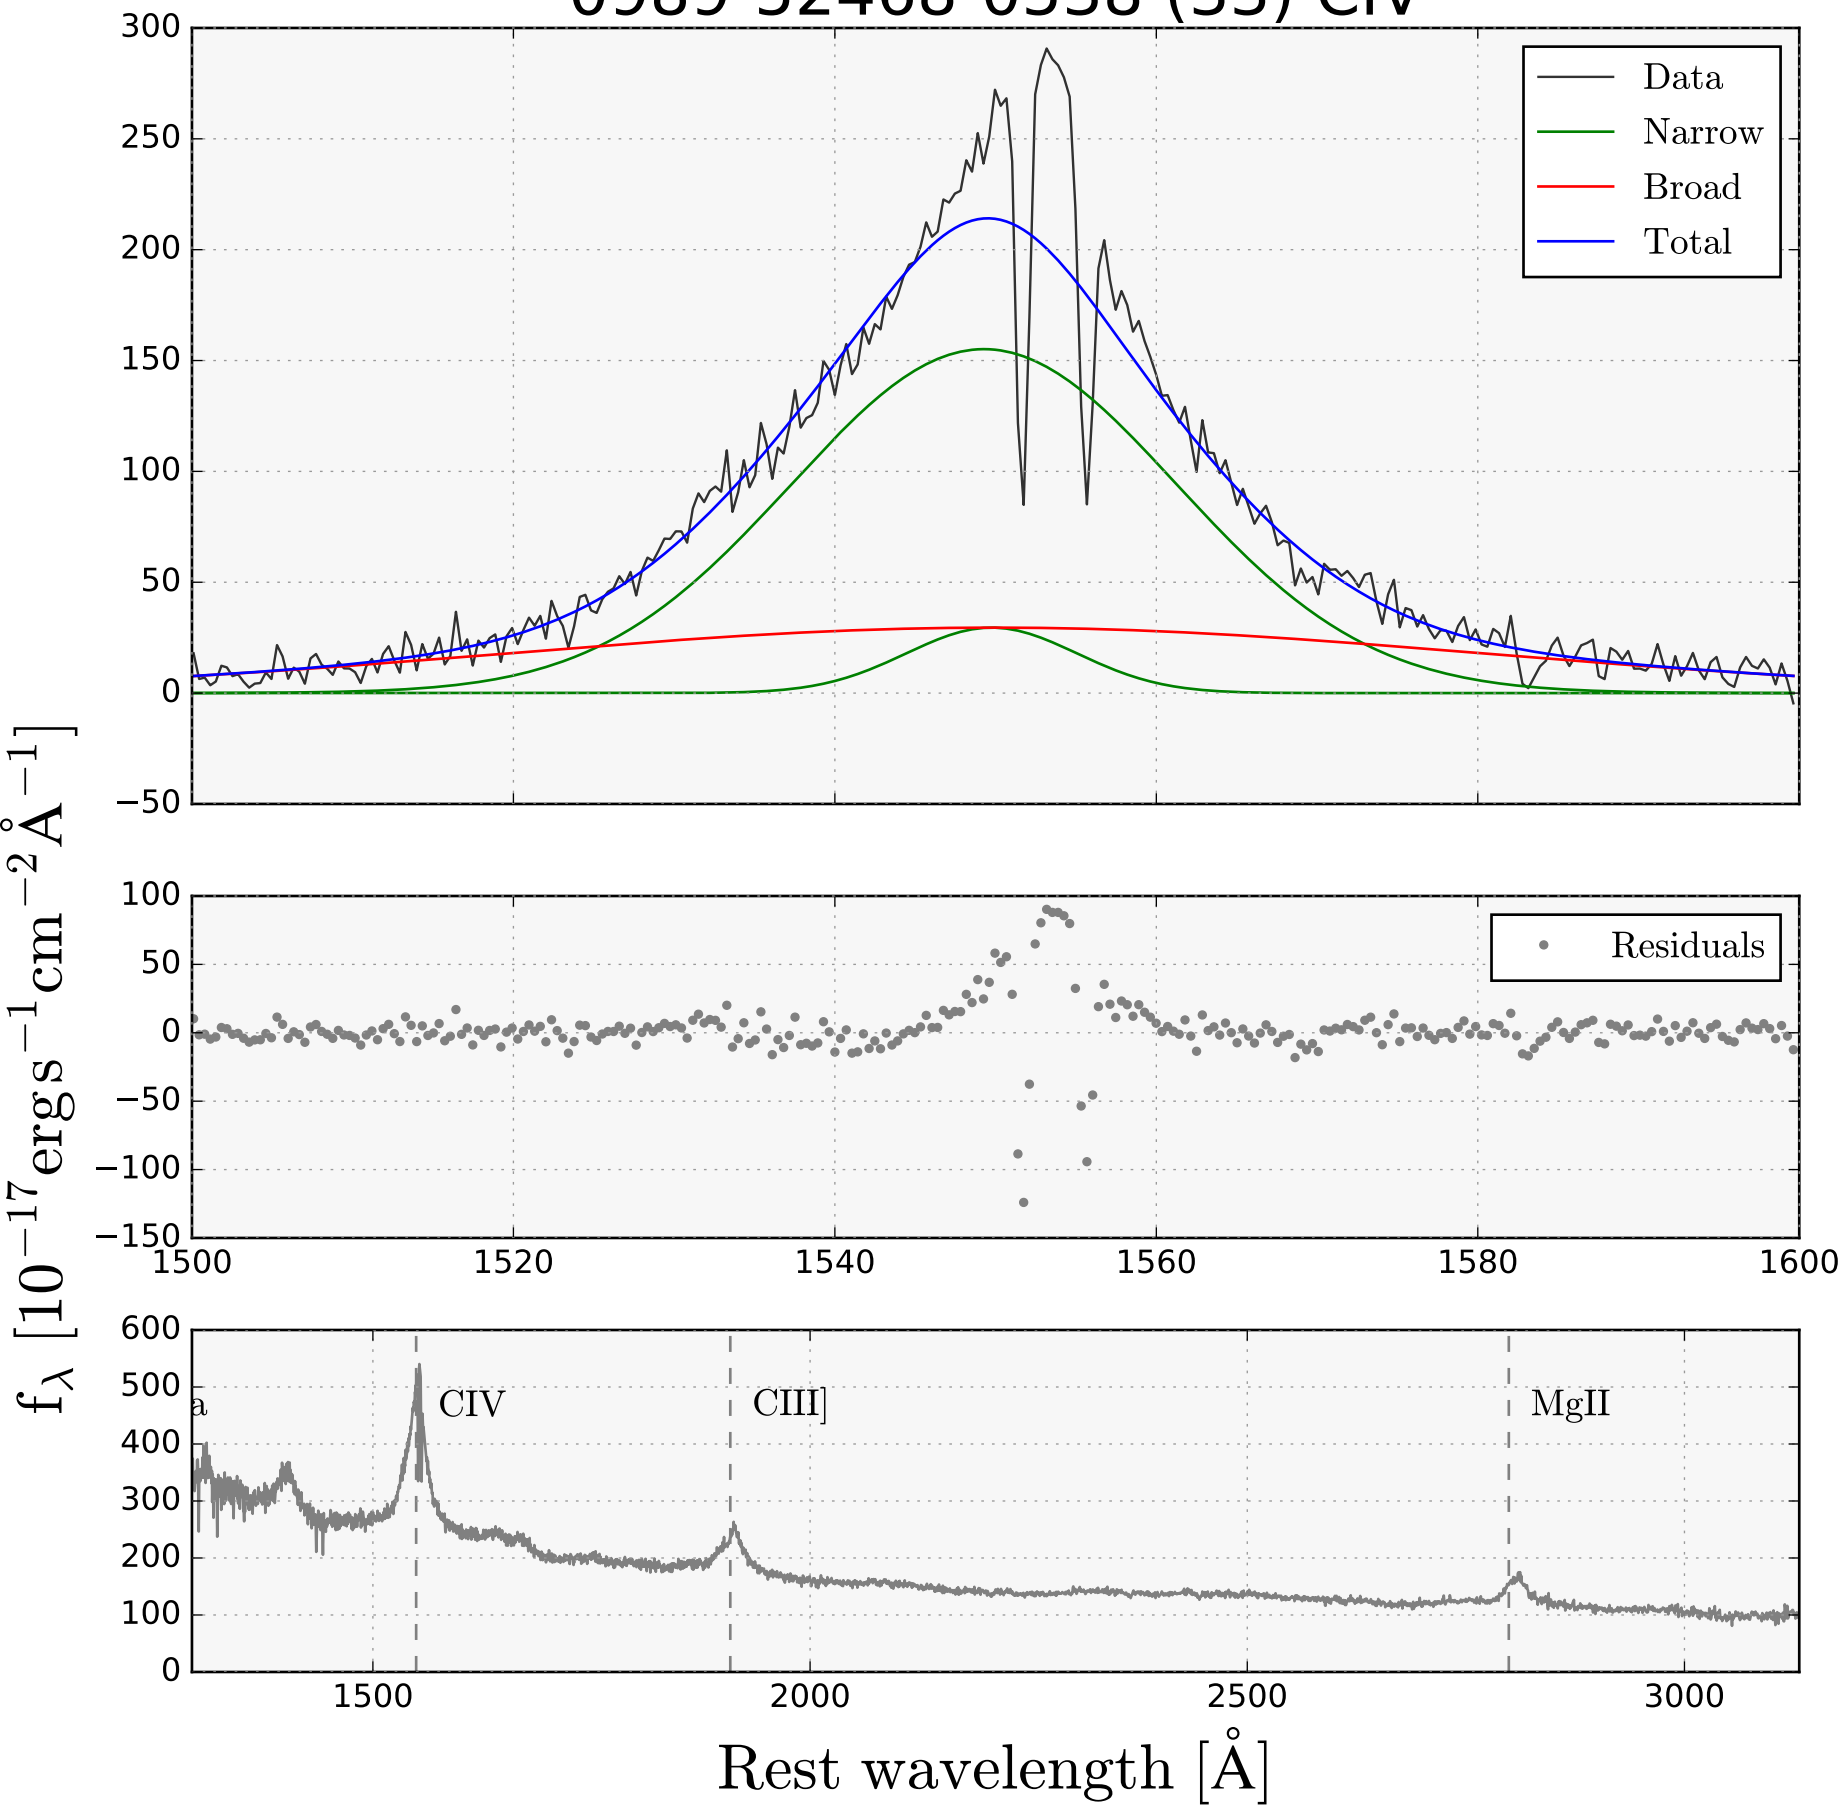 300
250
200
150
100
50
0
−50
Data
Narrow
Broad
Total
100
50
0
−50
−100
−150
Residuals
1500 1520 1540 1560 1580 1600
600
500
400
300
200
100
0
a CIV CIII] MgII
1500 2000 2500 3000
Rest wavelength [Å]
f_λ [10^−17 ergs^−1 cm^−2 Å^−1]